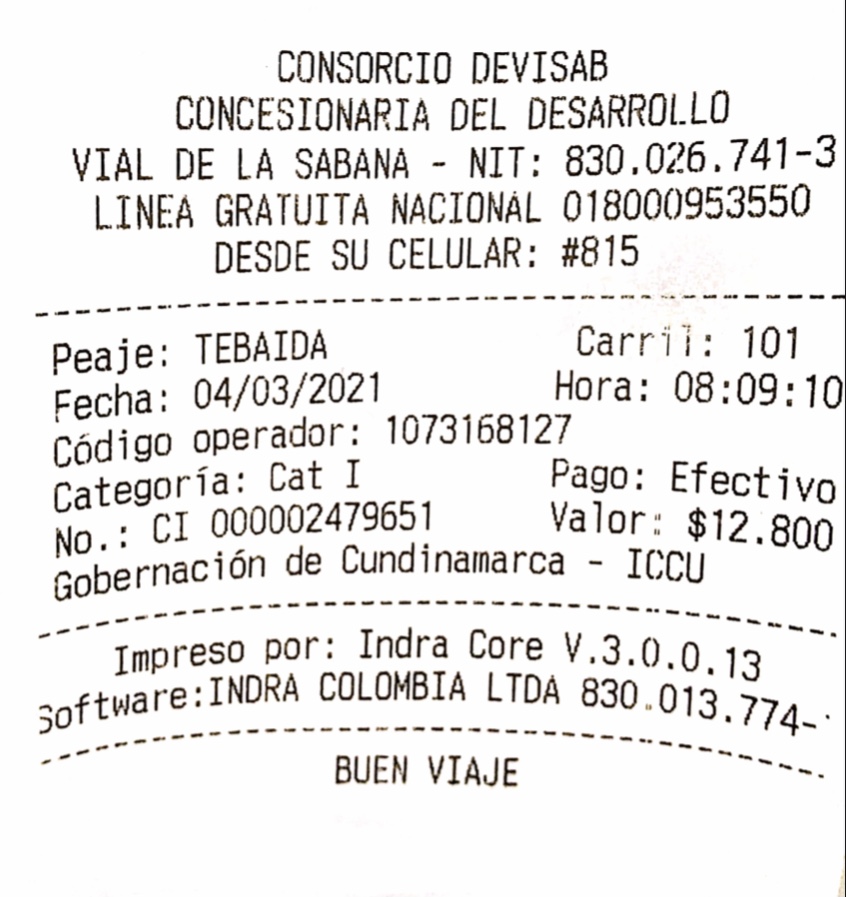 CONSORCIO DEVISAB
CONCESIONARIA DEL DESARROLLO
VIAL DE LA SABANA - NIT: 830.026.741-3
LINEA GRATUITA NACIONAL 018000953550
DESDE SU CELULAR: #815
Peaje: TEBAIDA Carril: 101
Fecha: 04/03/2021 Hora: 08:09:10
Código operador: 1073168127
Categoría: Cat I Pago: Efectivo
No.: CI 000002479651 Valor: $12.800
Gobernación de Cundinamarca - ICCU
Impreso por: Indra Core V.3.0.0.13
Software:INDRA COLOMBIA LTDA 830.013.774-
BUEN VIAJE